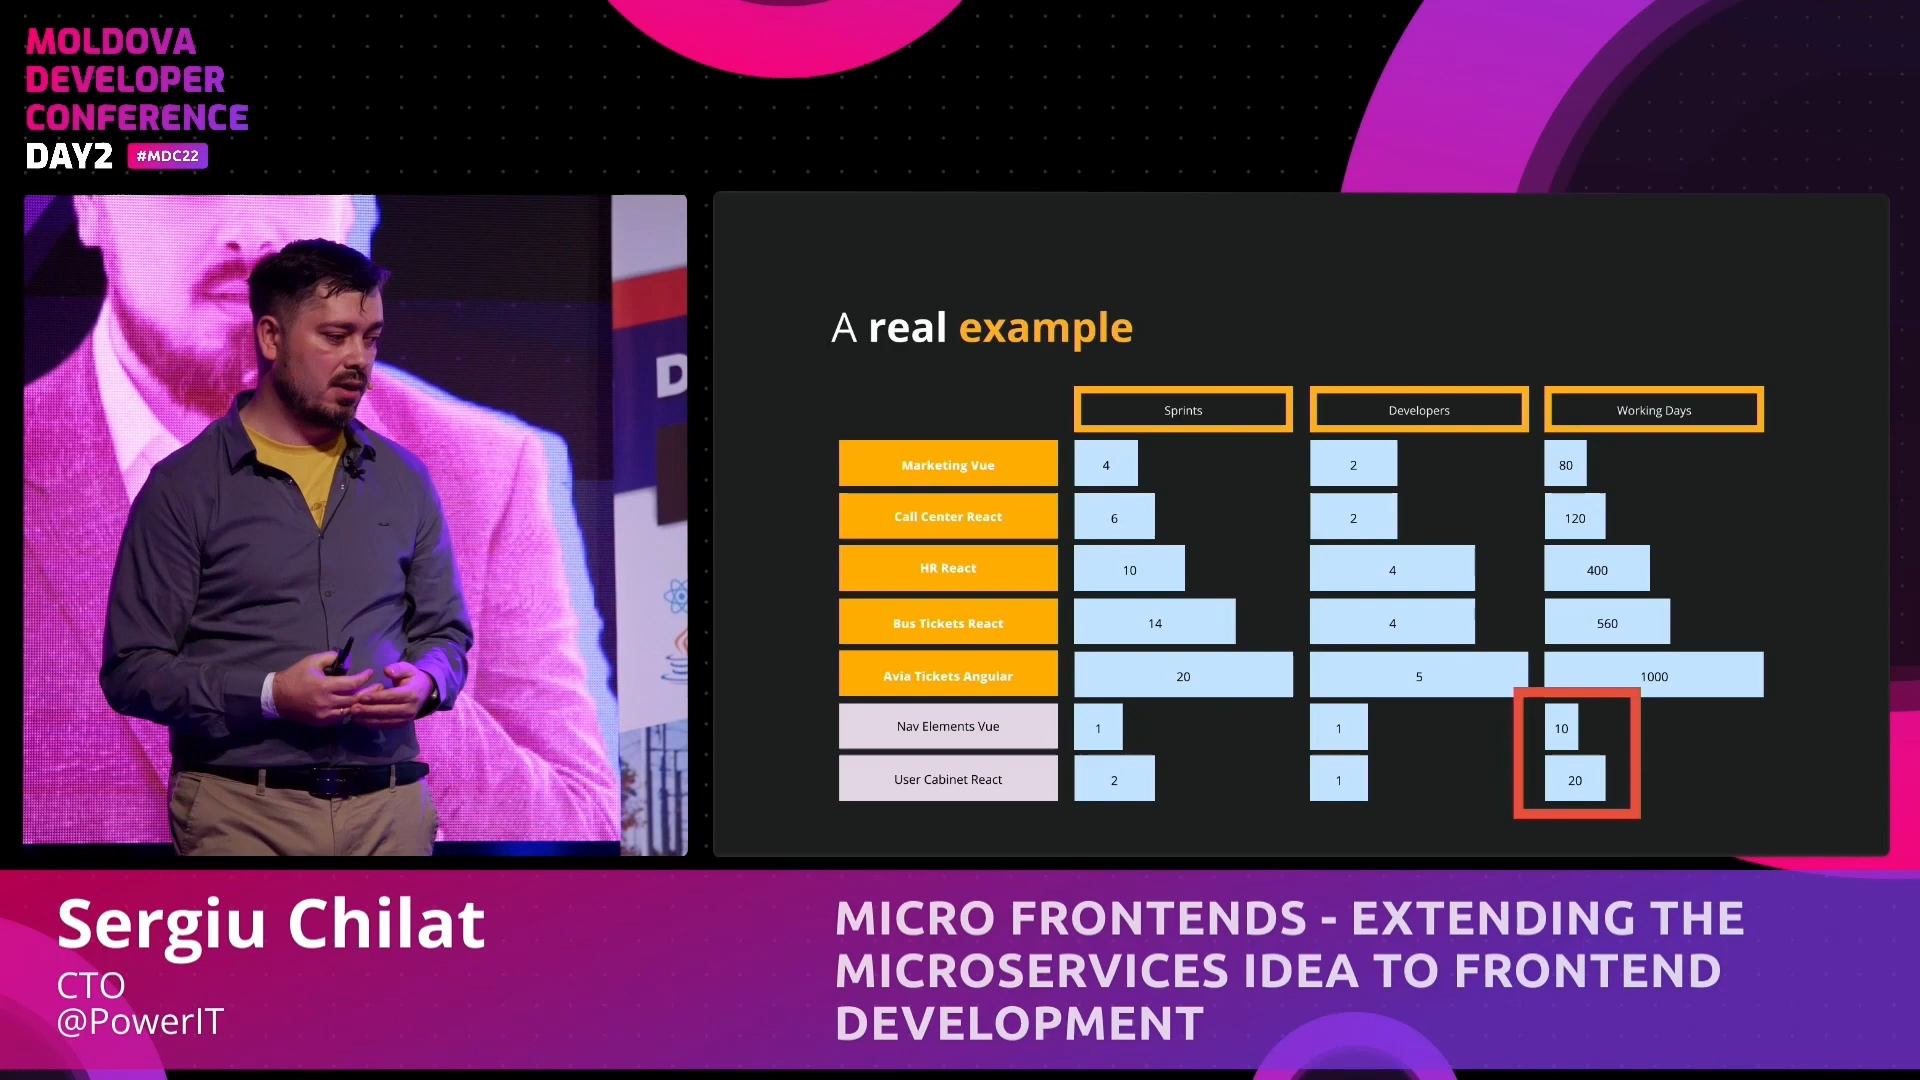 MOLDOVA
DEVELOPER
CONFERENCE
DAY2 #MDC22
D
A real example
Sprints Developers Working Days
Marketing Vue 4 2 80
Call Center React 6 2 120
HR React 10 4 400
Bus Tickets React 14 4 560
Avia Tickets Angular 20 5 1000
Nav Elements Vue 1 1 10
User Cabinet React 2 1 20
Sergiu Chilat
CTO
@PowerIT
MICRO FRONTENDS - EXTENDING THE
MICROSERVICES IDEA TO FRONTEND
DEVELOPMENT